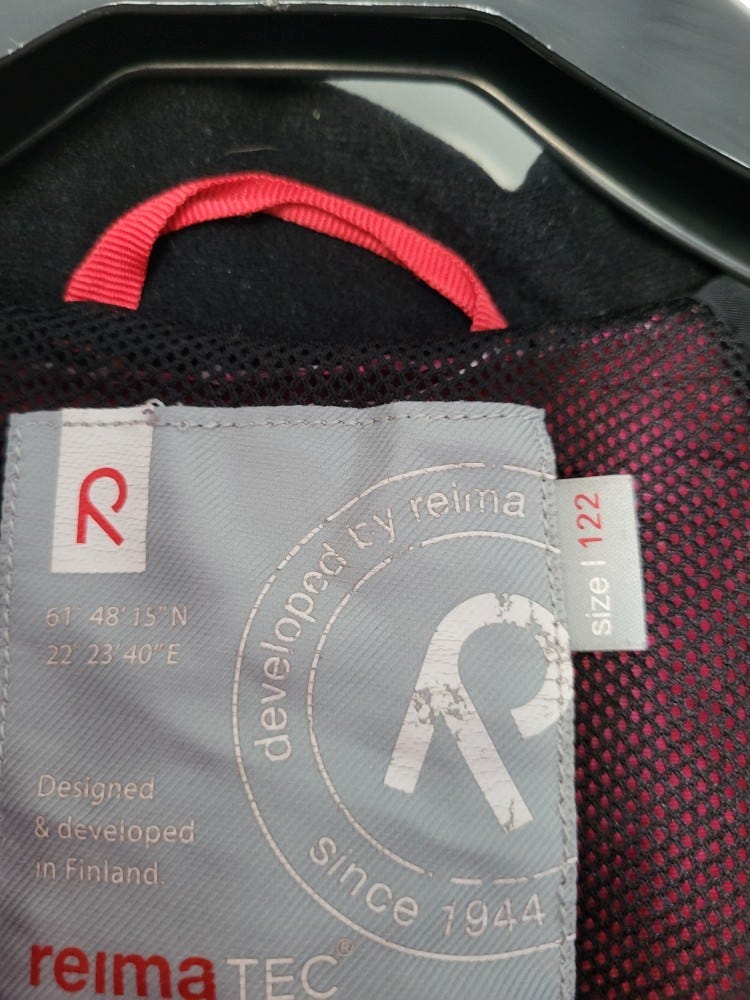 R
61° 48' 15" N
22° 23' 40" E
developed by reima
since 1944
size | 122
Designed
& developed
in Finland.
reimaTEC®